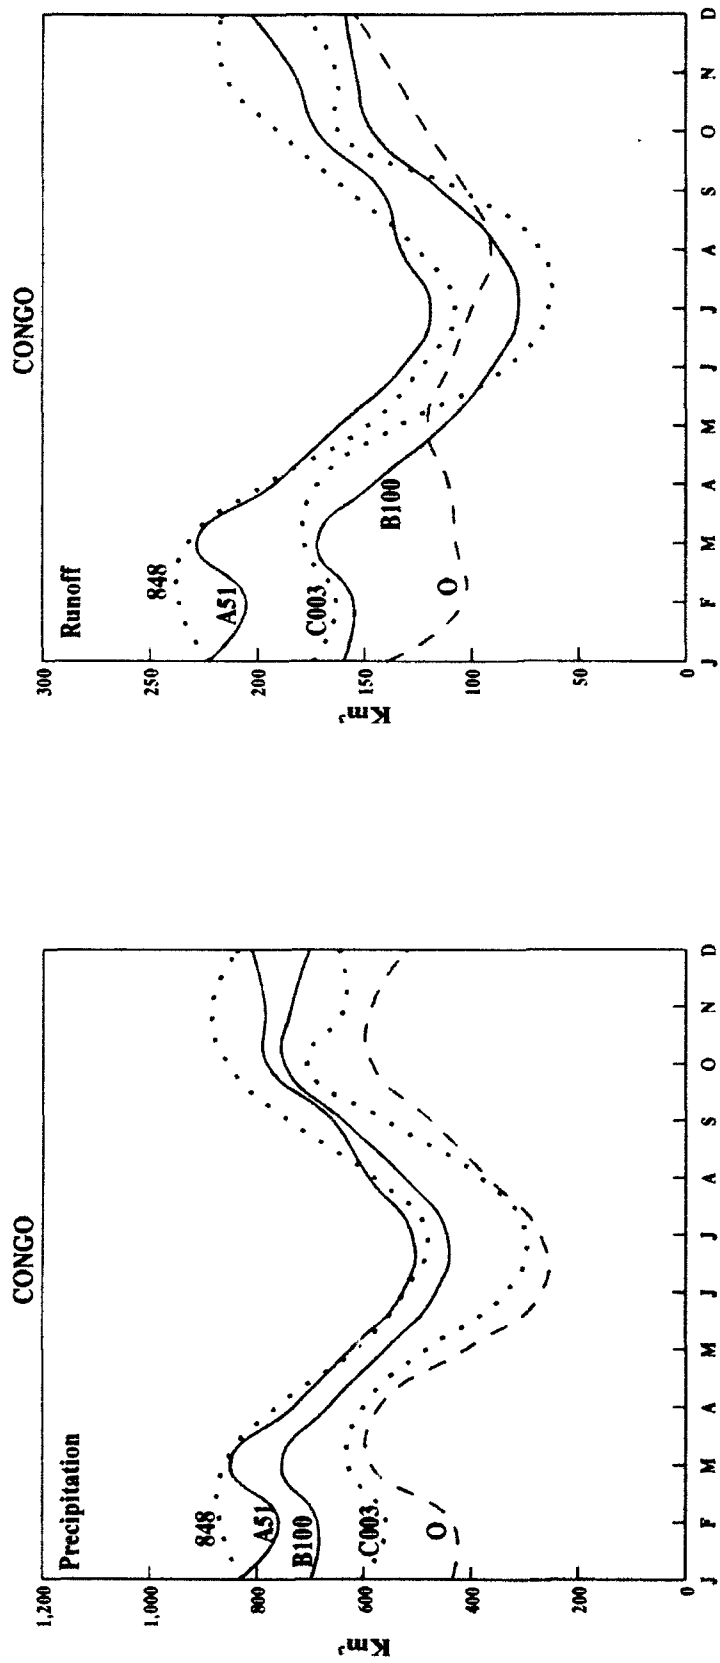 CONGO
Precipitation
1,200
1,000
800
600
400
200
0
Km³
848
A51
B100
C003
O
J F M A M J J A S O N D
CONGO
Runoff
300
250
200
150
100
50
0
Km³
848
A51
C003
B100
O
J F M A M J J A S O N D